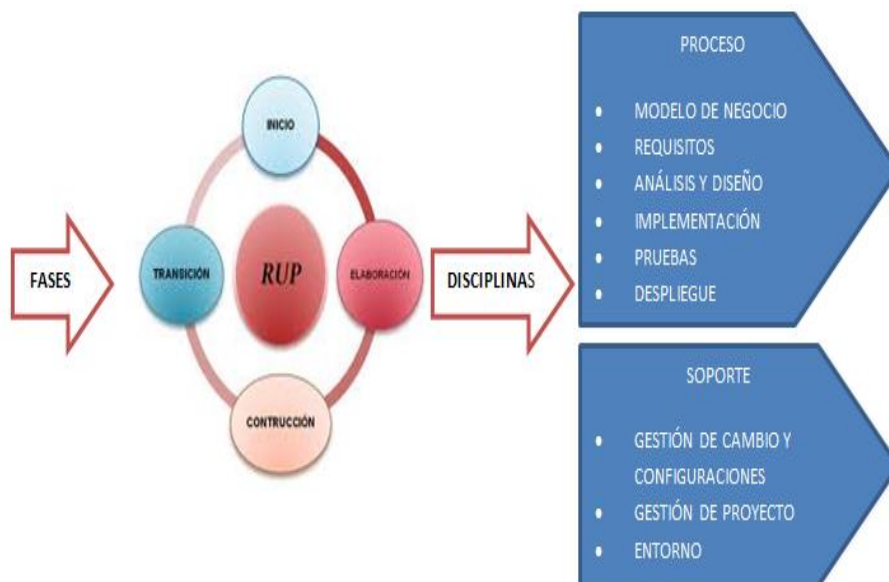 FASES
INICIO
TRANSICIÓN
RUP
ELABORACIÓN
CONTRUCCIÓN
DISCIPLINAS
PROCESO
• MODELO DE NEGOCIO
• REQUISITOS
• ANÁLISIS Y DISEÑO
• IMPLEMENTACIÓN
• PRUEBAS
• DESPLIEGUE
SOPORTE
• GESTIÓN DE CAMBIO Y
CONFIGURACIONES
• GESTIÓN DE PROYECTO
• ENTORNO